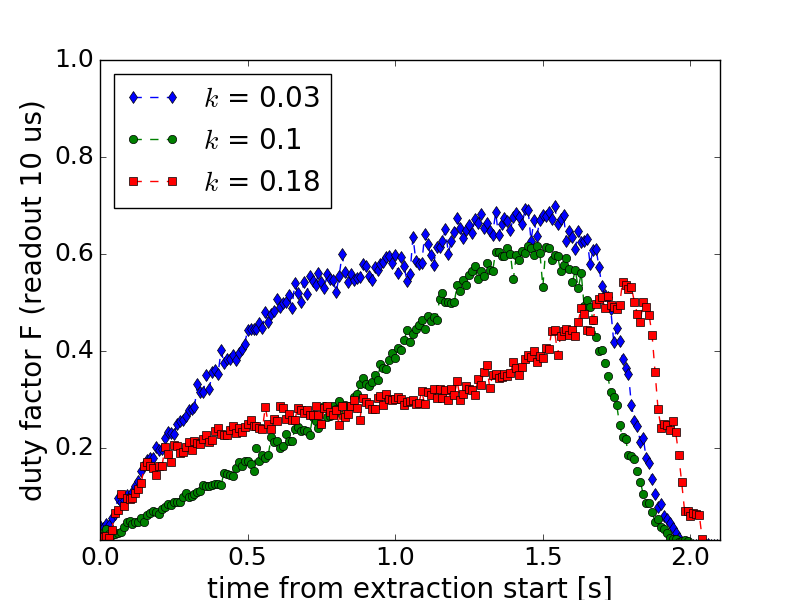 1.0
0.8
0.6
0.4
0.2
duty factor F (readout 10 us)
k = 0.03
k = 0.1
k = 0.18
0.0 0.5 1.0 1.5 2.0
time from extraction start [s]